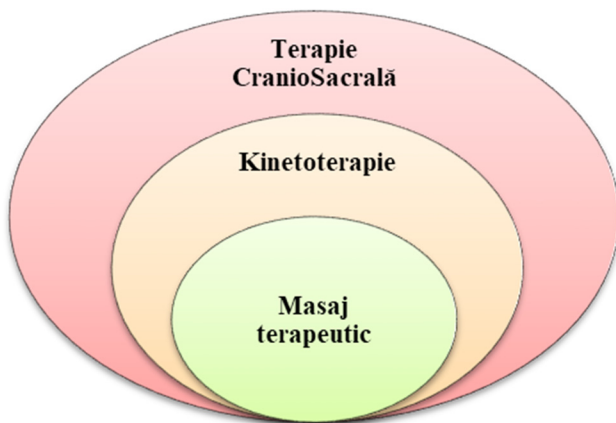 Terapie
CranioSacrală
Kinetoterapie
Masaj
terapeutic